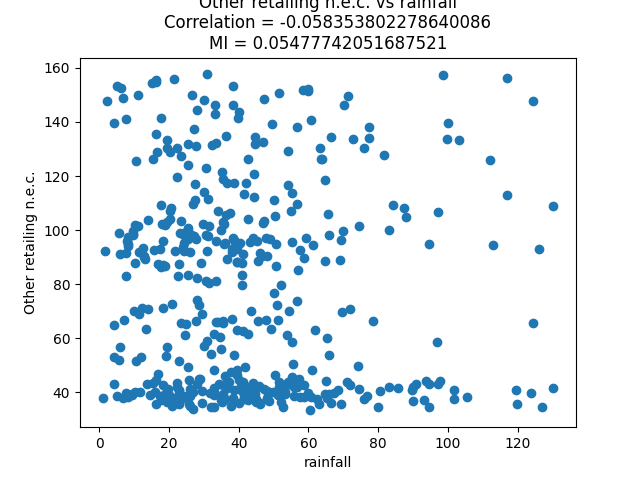 Other retailing n.e.c. vs rainfall
Correlation = -0.058353802278640086
MI = 0.05477742051687521
160
140
120
100
80
60
40
Other retailing n.e.c.
0 20 40 60 80 100 120
rainfall